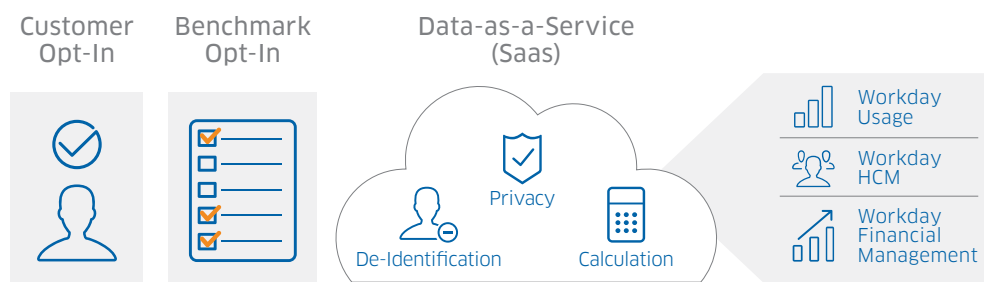 Customer
Opt-In
Benchmark
Opt-In
Data-as-a-Service
(Saas)
Privacy
De-Identification
Calculation
Workday
Usage
Workday
HCM
Workday
Financial
Management